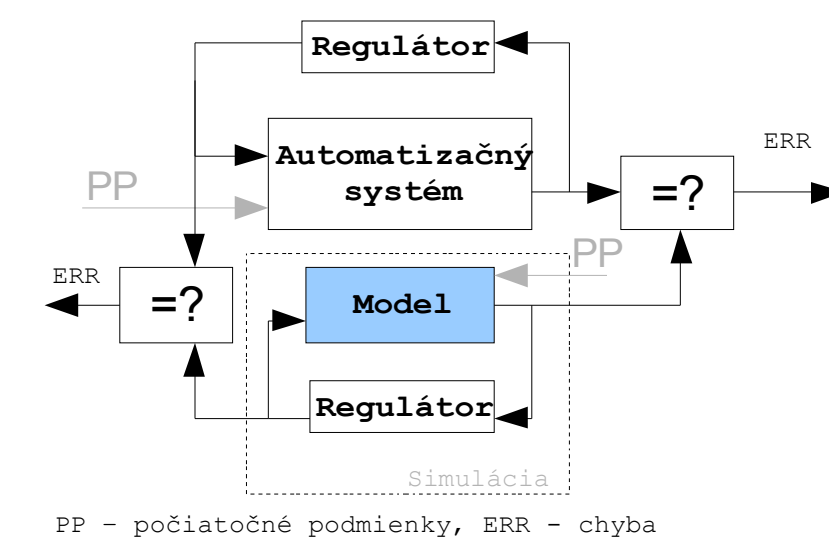 Regulátor
ERR
Automatizačný
systém
=?
PP
PP
ERR
=?
Model
Regulátor
Simulácia
PP – počiatočné podmienky, ERR - chyba